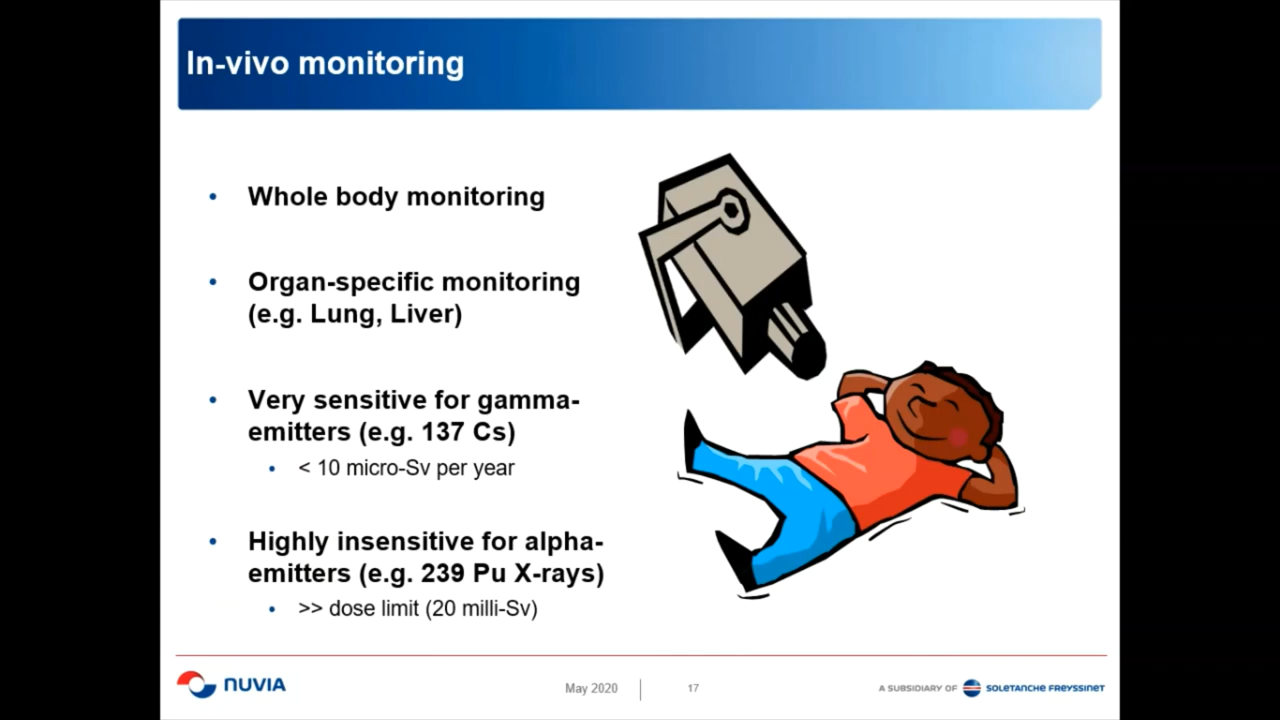 In-vivo monitoring
• Whole body monitoring
• Organ-specific monitoring
(e.g. Lung, Liver)
• Very sensitive for gamma-
emitters (e.g. 137 Cs)
• < 10 micro-Sv per year
• Highly insensitive for alpha-
emitters (e.g. 239 Pu X-rays)
• >> dose limit (20 milli-Sv)
NUVIA
May 2020
17
A SUBSIDIARY OF SOLETANCHE FREYSSINET